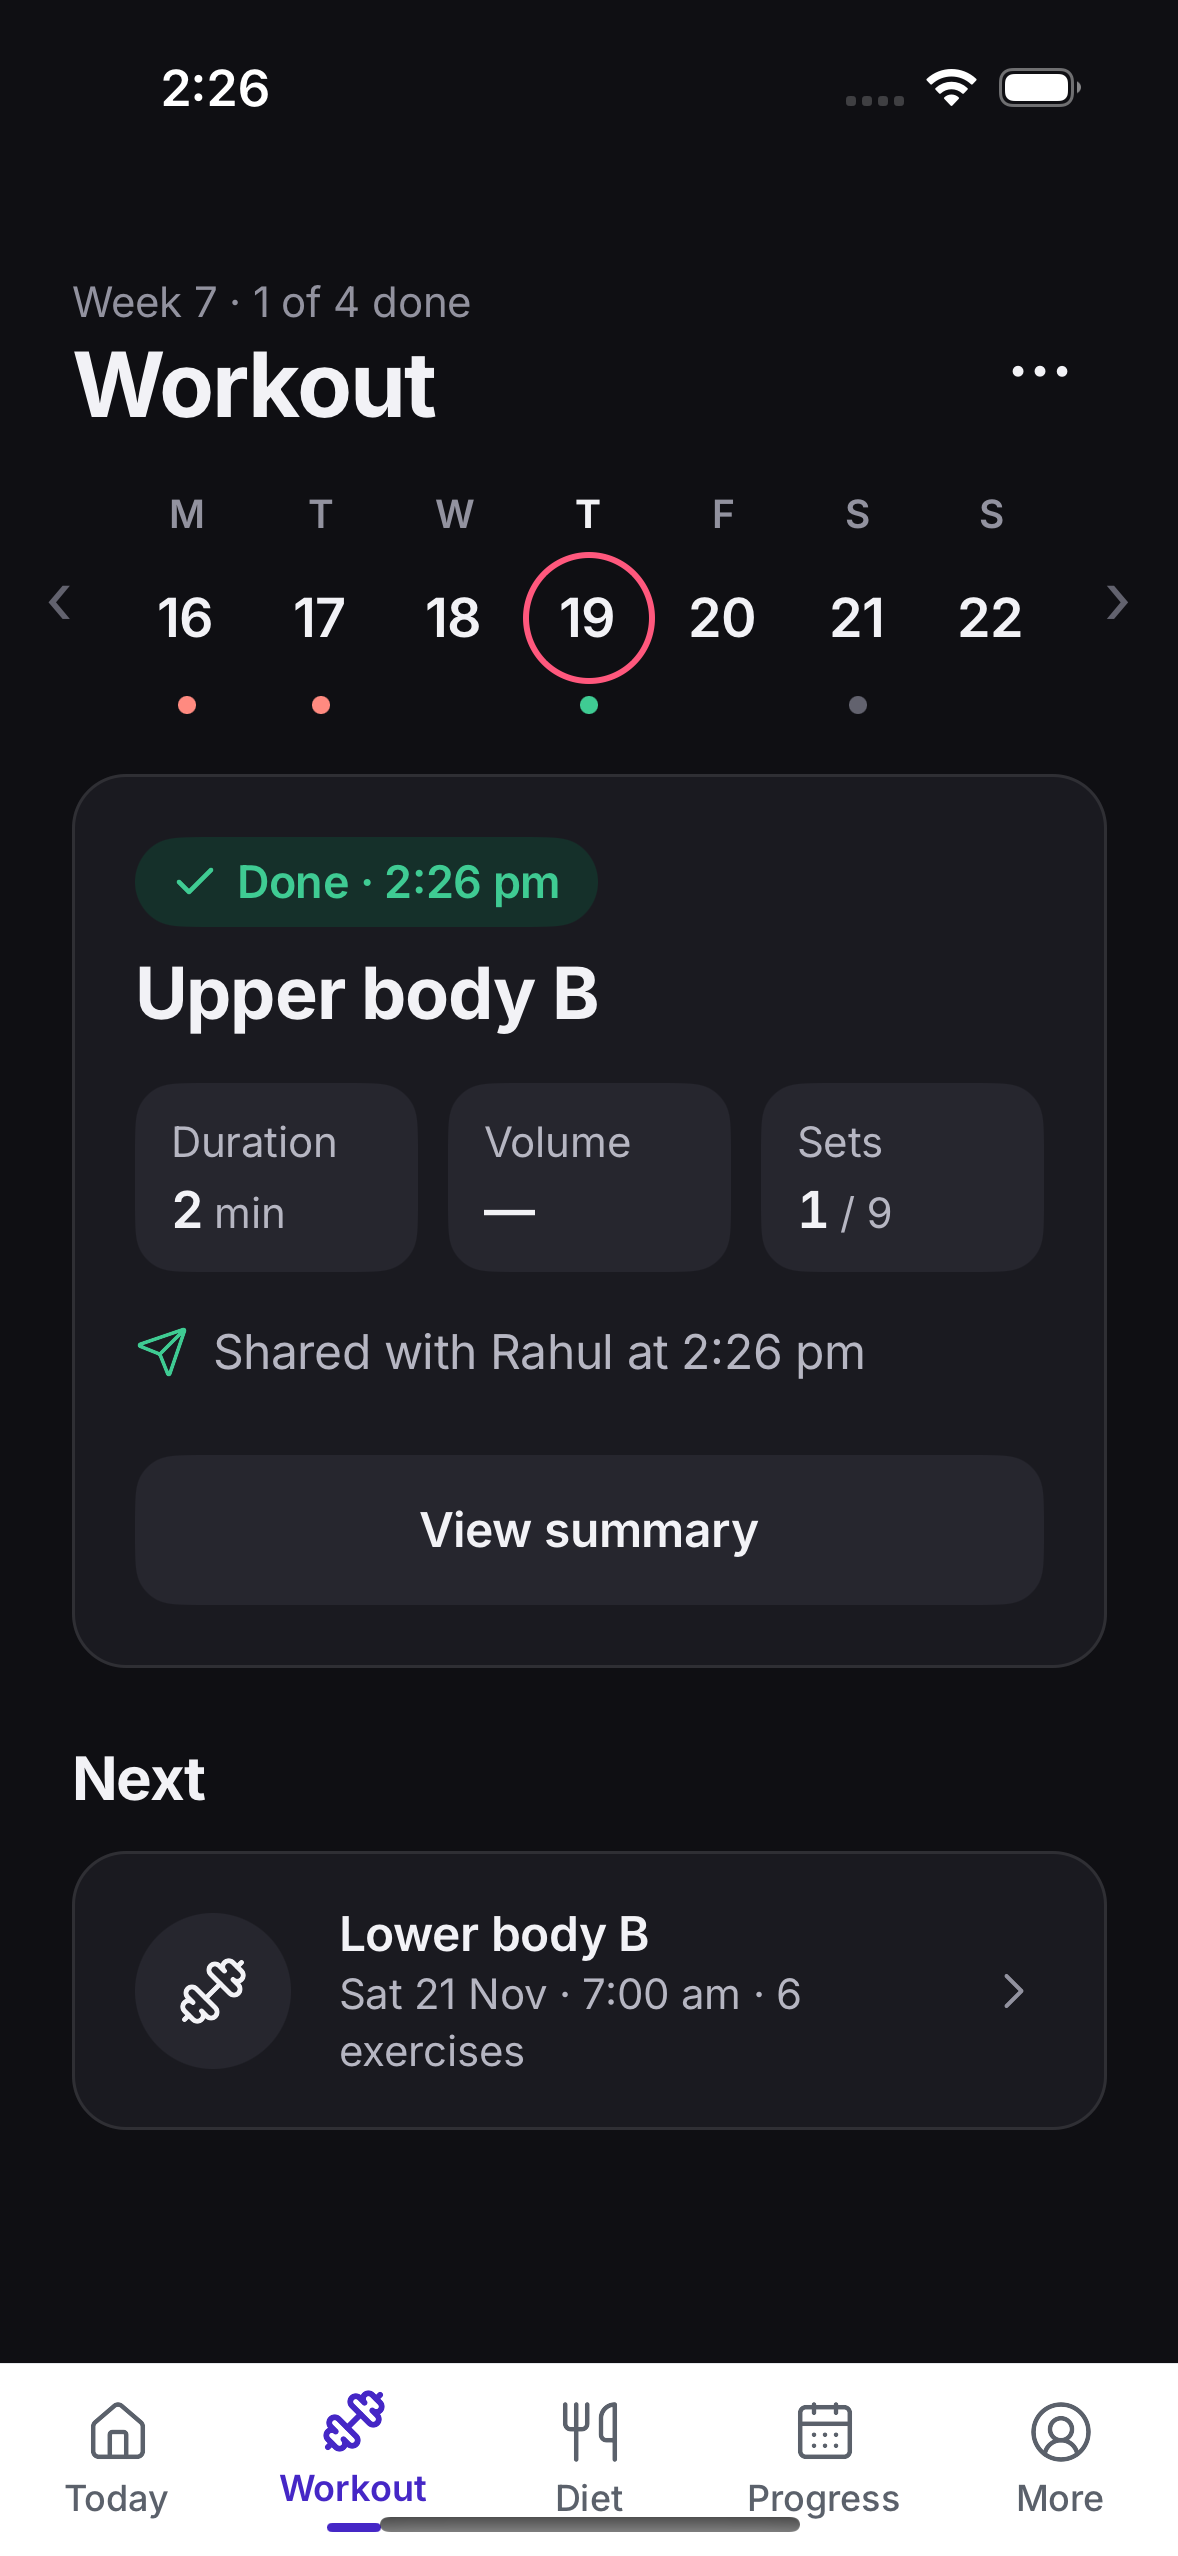 2:26
Week 7 · 1 of 4 done
Workout
M T W T F S S
16 17 18 19 20 21 22
Done · 2:26 pm
Upper body B
Duration Volume Sets
2 min — 1 / 9
Shared with Rahul at 2:26 pm
View summary
Next
Lower body B
Sat 21 Nov · 7:00 am · 6
exercises
Today Workout Diet Progress More